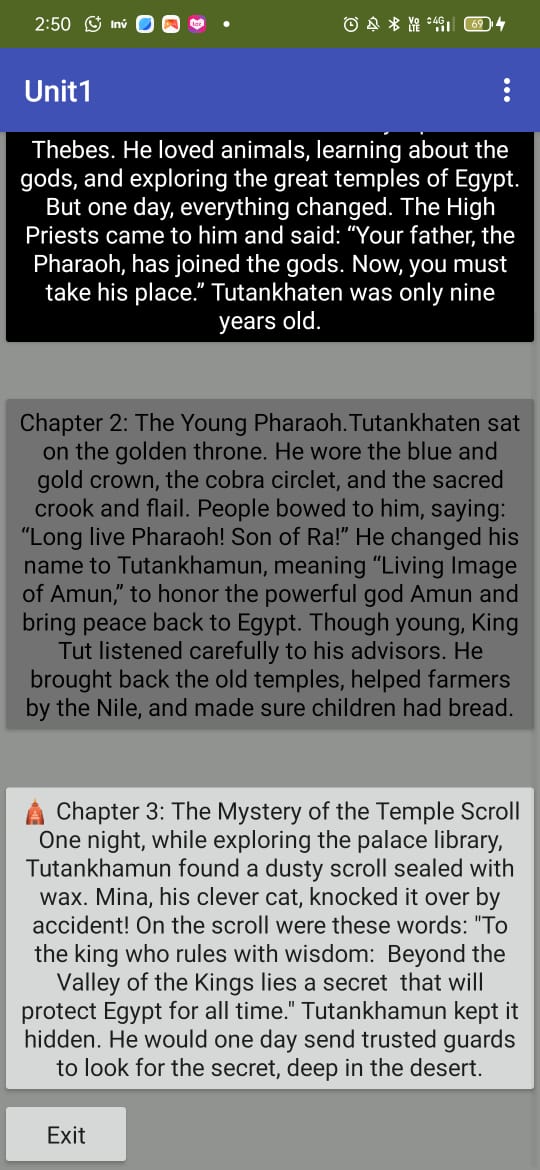 2:50
Inv
Vo
LTE
4G
69
Unit1
Thebes. He loved animals, learning about the
gods, and exploring the great temples of Egypt.
But one day, everything changed. The High
Priests came to him and said: “Your father, the
Pharaoh, has joined the gods. Now, you must
take his place.” Tutankhaten was only nine
years old.
Chapter 2: The Young Pharaoh.Tutankhaten sat
on the golden throne. He wore the blue and
gold crown, the cobra circlet, and the sacred
crook and flail. People bowed to him, saying:
“Long live Pharaoh! Son of Ra!” He changed his
name to Tutankhamun, meaning “Living Image
of Amun,” to honor the powerful god Amun and
bring peace back to Egypt. Though young, King
Tut listened carefully to his advisors. He
brought back the old temples, helped farmers
by the Nile, and made sure children had bread.
Chapter 3: The Mystery of the Temple Scroll
One night, while exploring the palace library,
Tutankhamun found a dusty scroll sealed with
wax. Mina, his clever cat, knocked it over by
accident! On the scroll were these words: "To
the king who rules with wisdom:  Beyond the
Valley of the Kings lies a secret  that will
protect Egypt for all time." Tutankhamun kept it
hidden. He would one day send trusted guards
to look for the secret, deep in the desert.
Exit